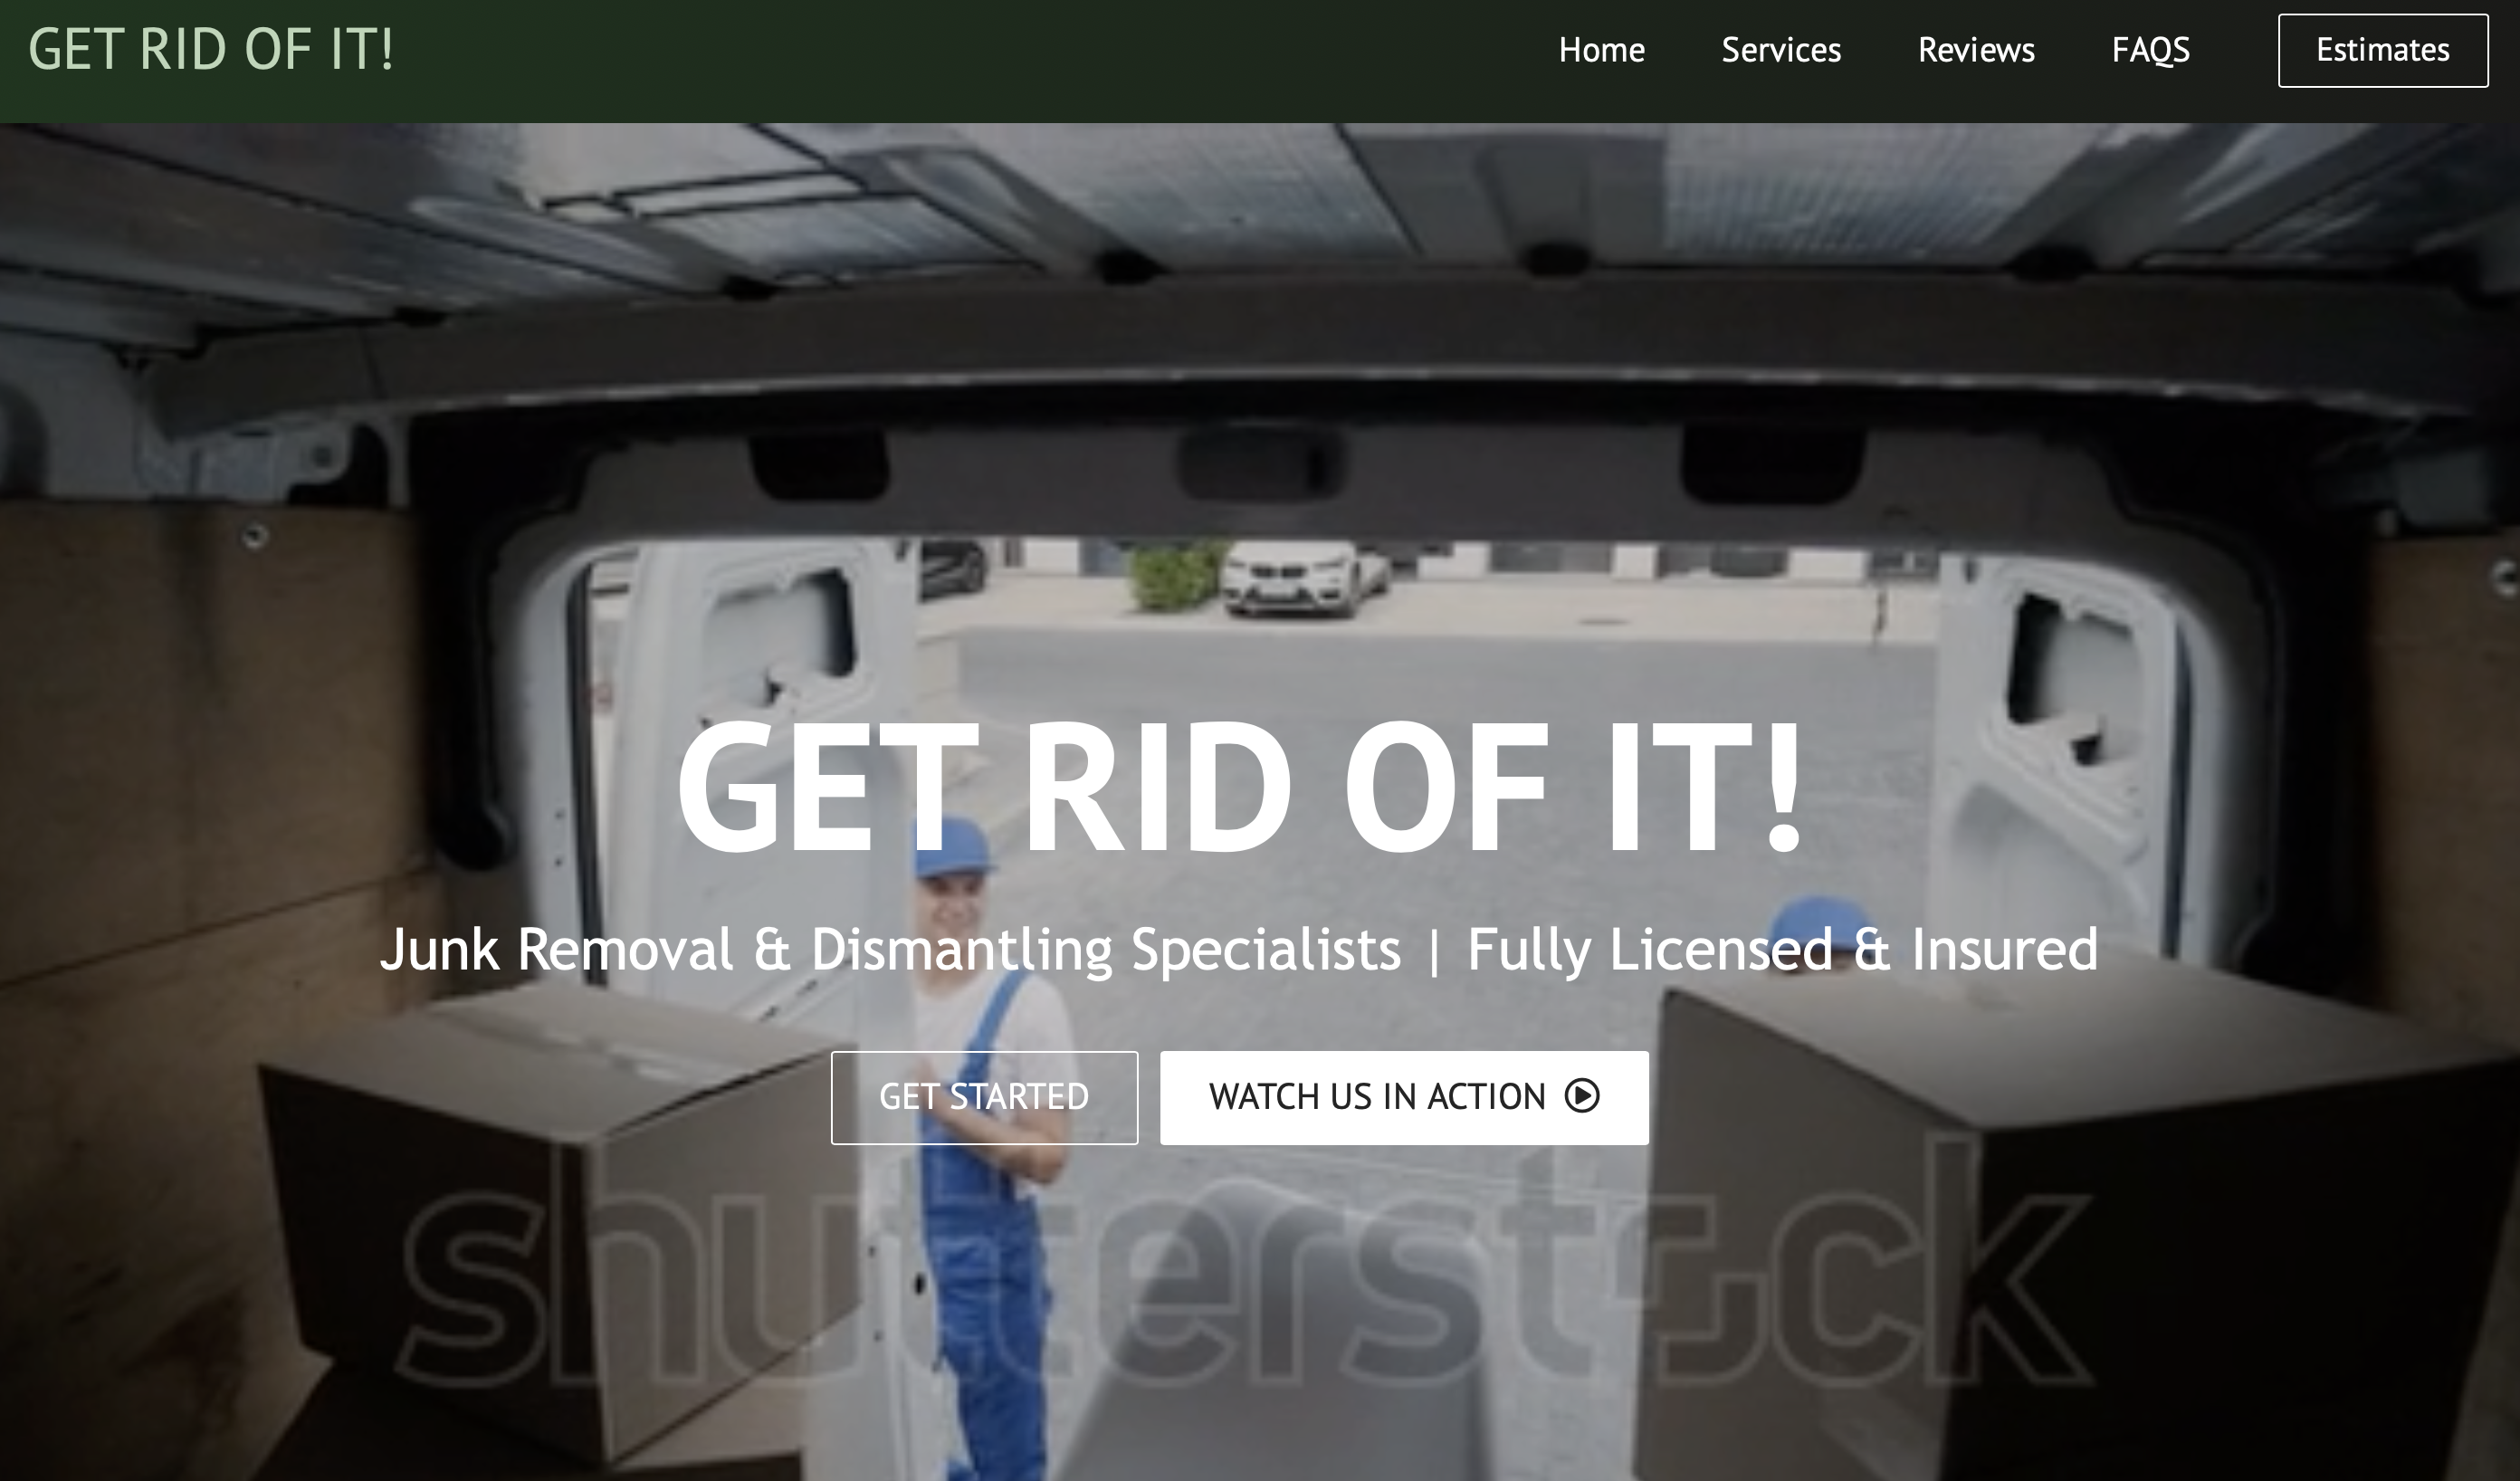 GET RID OF IT!
Home Services Reviews FAQS Estimates
GET RID OF IT!
Junk Removal & Dismantling Specialists | Fully Licensed & Insured
GET STARTED WATCH US IN ACTION
shutterstock